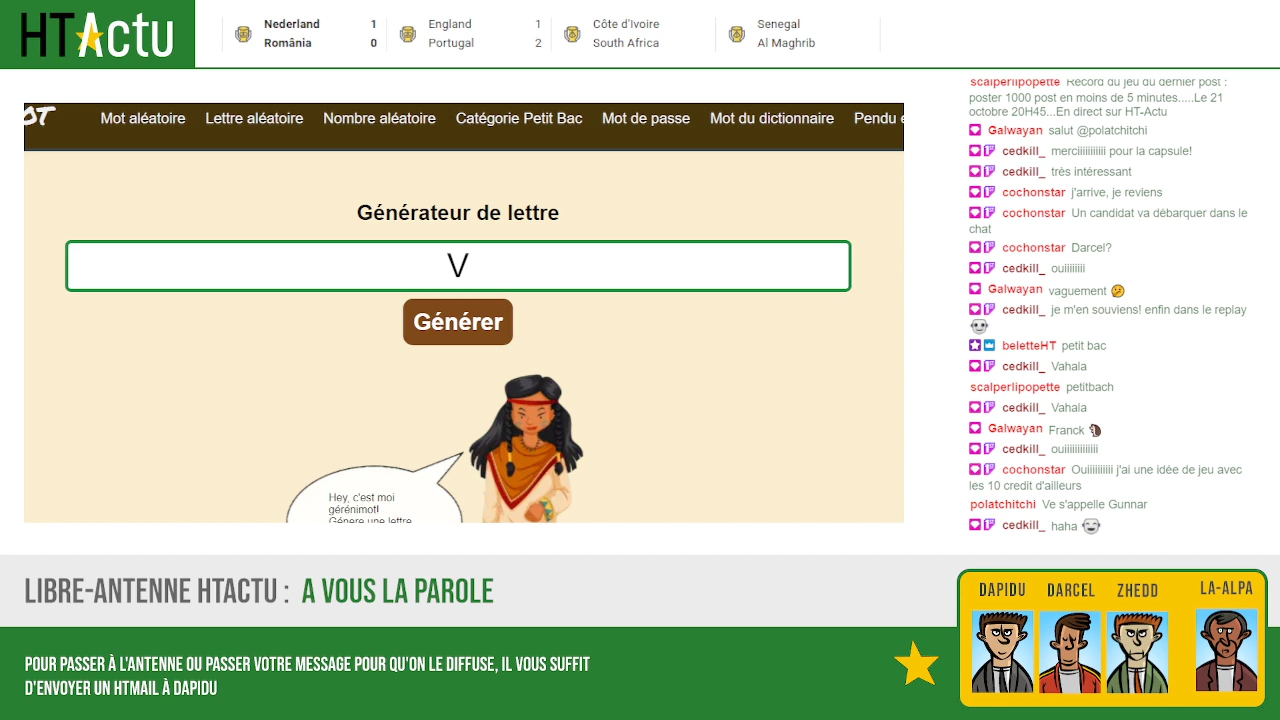 HTActu
Nederland 1
România 0
England 1
Portugal 2
Côte d'Ivoire
South Africa
Senegal
Al Maghrib
OT
Mot aléatoire Lettre aléatoire Nombre aléatoire Catégorie Petit Bac Mot de passe Mot du dictionnaire Pendu e
Générateur de lettre
V
Générer
Hey, c'est moi
gérénimot!
Génere une lettre
scalperlipopette Record du jeu du dernier post :
poster 1000 post en moins de 5 minutes.....Le 21
octobre 20H45...En direct sur HT-Actu
Galwayan salut @polatchitchi
cedkill_ merciiiiiiiiiii pour la capsule!
cedkill_ très intéressant
cochonstar j'arrive, je reviens
cochonstar Un candidat va débarquer dans le
chat
cochonstar Darcel?
cedkill_ ouiiiiiiii
Galwayan vaguement
cedkill_ je m'en souviens! enfin dans le replay
beletteHT petit bac
cedkill_ Vahala
scalperlipopette petitbach
cedkill_ Vahala
Galwayan Franck
cedkill_ ouiiiiiiiiiiiii
cochonstar Ouiiiiiiiii j'ai une idée de jeu avec
les 10 credit d'ailleurs
polatchitchi Ve s'appelle Gunnar
cedkill_ haha
LIBRE-ANTENNE HTACTU : A VOUS LA PAROLE
POUR PASSER À L'ANTENNE OU PASSER VOTRE MESSAGE POUR QU'ON LE DIFFUSE, IL VOUS SUFFIT
D'ENVOYER UN HTMAIL À DAPIDU
DAPIDU DARCEL ZHEDD LA-ALPA